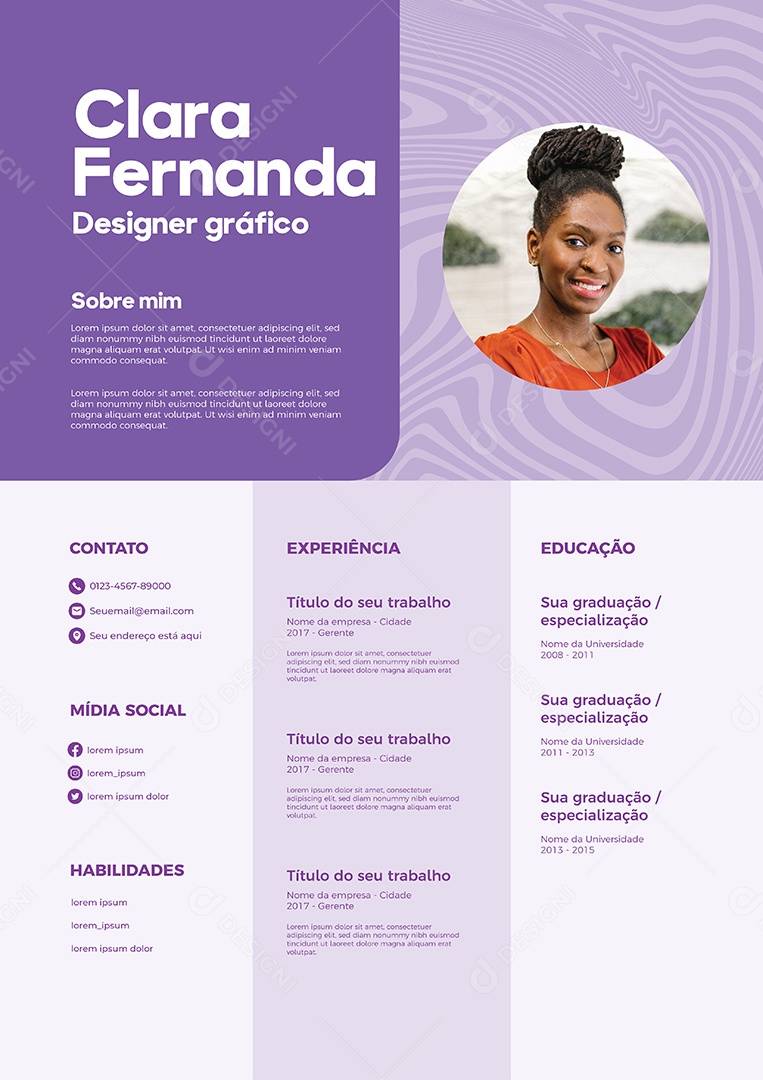 Clara
Fernanda
Designer gráfico
Sobre mim
Lorem ipsum dolor sit amet, consectetuer adipiscing elit, sed
diam nonummy nibh euismod tincidunt ut laoreet dolore
magna aliquam erat volutpat. Ut wisi enim ad minim veniam
commodo consequat.
Lorem ipsum dolor sit amet, consectetuer adipiscing elit, sed
diam nonummy nibh euismod tincidunt ut laoreet dolore
magna aliquam erat volutpat. Ut wisi enim ad minim veniam
commodo consequat.
CONTATO
0123-4567-89000
Seuemail@email.com
Seu endereço está aqui
MÍDIA SOCIAL
lorem ipsum
lorem_ipsum
lorem ipsum dolor
HABILIDADES
lorem ipsum
lorem_ipsum
lorem ipsum dolor
EXPERIÊNCIA
Título do seu trabalho
Nome da empresa - Cidade
2017 - Gerente
Lorem ipsum dolor sit amet, consectetuer
adipiscing elit, sed diam nonummy nibh euismod
tincidunt ut laoreet dolore magna aliquam erat
volutpat.
Título do seu trabalho
Nome da empresa - Cidade
2017 - Gerente
Lorem ipsum dolor sit amet, consectetuer
adipiscing elit, sed diam nonummy nibh euismod
tincidunt ut laoreet dolore magna aliquam erat
volutpat.
Título do seu trabalho
Nome da empresa - Cidade
2017 - Gerente
Lorem ipsum dolor sit amet, consectetuer
adipiscing elit, sed diam nonummy nibh euismod
tincidunt ut laoreet dolore magna aliquam erat
volutpat.
EDUCAÇÃO
Sua graduação /
especialização
Nome da Universidade
2008 - 2011
Sua graduação /
especialização
Nome da Universidade
2011 - 2013
Sua graduação /
especialização
Nome da Universidade
2013 - 2015
DESIGNI